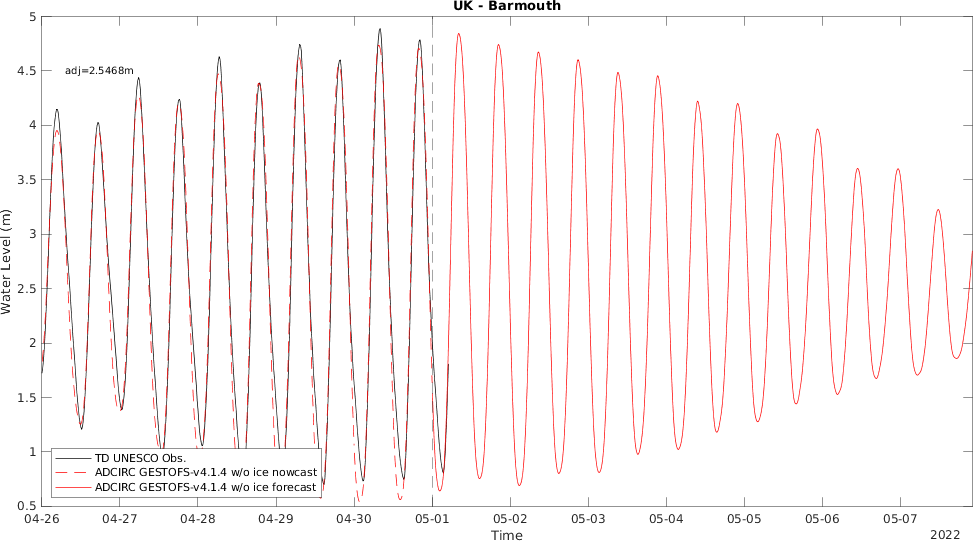 UK - Barmouth
5
4.5
4
3.5
3
2.5
2
1.5
1
0.5
Water Level (m)
adj=2.5468m
TD UNESCO Obs.
ADCIRC GESTOFS-v4.1.4 w/o ice nowcast
ADCIRC GESTOFS-v4.1.4 w/o ice forecast
04-26 04-27 04-28 04-29 04-30 05-01 05-02 05-03 05-04 05-05 05-06 05-07
Time
2022